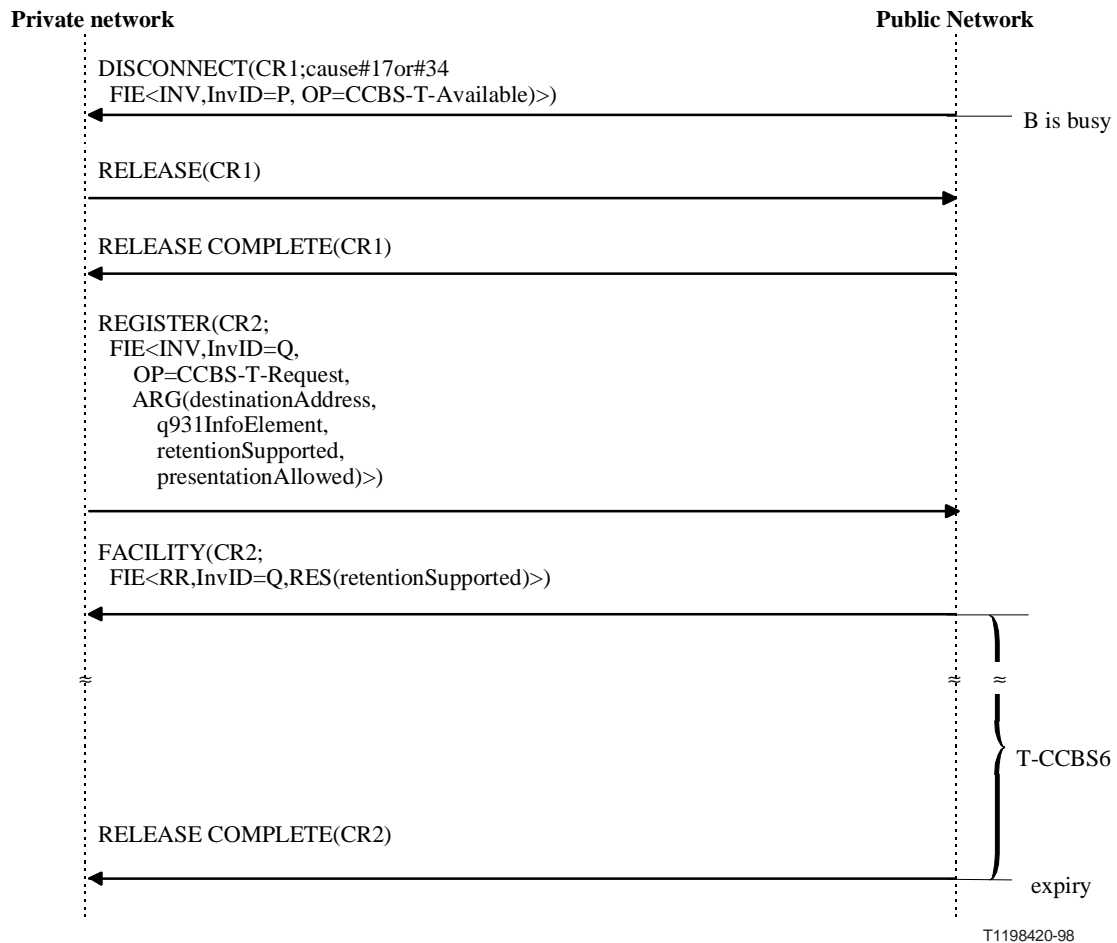 Private network
Public Network
DISCONNECT(CR1;cause#17or#34
FIE<INV,InvID=P, OP=CCBS-T-Available)>)
B is busy
RELEASE(CR1)
RELEASE COMPLETE(CR1)
REGISTER(CR2;
FIE<INV,InvID=Q,
OP=CCBS-T-Request,
ARG(destinationAddress,
q931InfoElement,
retentionSupported,
presentationAllowed)>)
FACILITY(CR2;
FIE<RR,InvID=Q,RES(retentionSupported)>)
T-CCBS6
RELEASE COMPLETE(CR2)
expiry
T1198420-98